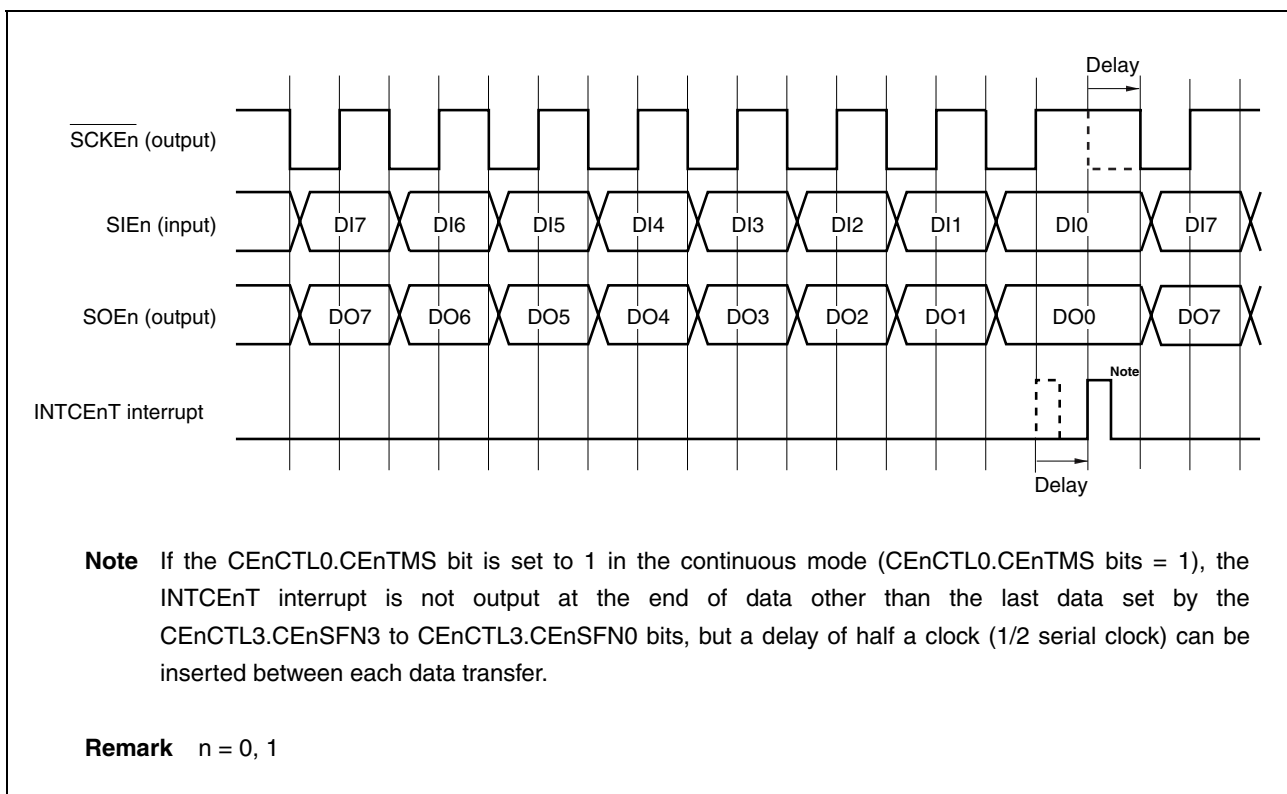 Delay
SCKEn (output)
SIEn (input) DI7 DI6 DI5 DI4 DI3 DI2 DI1 DI0 DI7
SOEn (output) DO7 DO6 DO5 DO4 DO3 DO2 DO1 DO0 DO7
Note
INTCEnT interrupt
Delay
Note If the CEnCTL0.CEnTMS bit is set to 1 in the continuous mode (CEnCTL0.CEnTMS bits = 1), the
INTCEnT interrupt is not output at the end of data other than the last data set by the
CEnCTL3.CEnSFN3 to CEnCTL3.CEnSFN0 bits, but a delay of half a clock (1/2 serial clock) can be
inserted between each data transfer.
Remark n = 0, 1